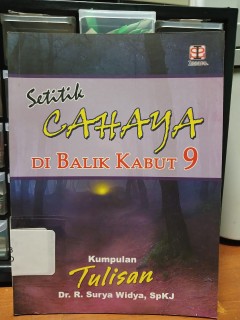 Setitik
CAHAYA
DI BALIK KABUT 9
Kumpulan
Tulisan
Dr. R. Surya Widya, SpKJ